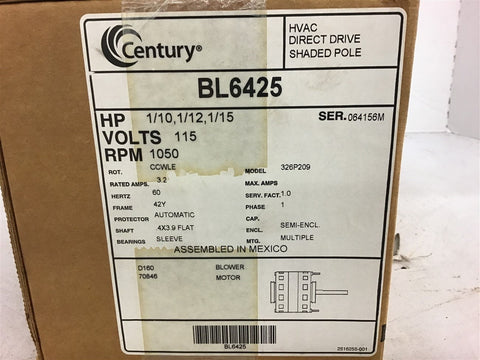 Century®
HVAC
DIRECT DRIVE
SHADED POLE
BL6425
HP 1/10,1/12,1/15 SER. 064156M
VOLTS 115
RPM 1050
ROT. CCWLE MODEL 326P209
RATED AMPS. 3.2 MAX. AMPS
HERTZ 60 SERV. FACT. 1.0
FRAME 42Y PHASE 1
PROTECTOR AUTOMATIC CAP.
SHAFT .4X3.9 FLAT ENCL. SEMI-ENCL.
BEARINGS SLEEVE MTG. MULTIPLE
ASSEMBLED IN MEXICO
D160 BLOWER
70846 MOTOR
BL6425
2516055-001